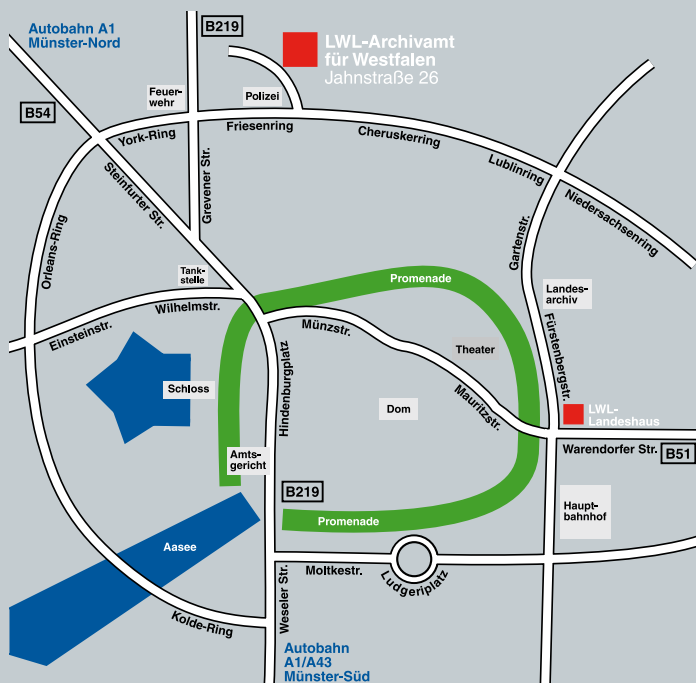 Autobahn A1
Münster-Nord
B219
LWL-Archivamt
für Westfalen
Jahnstraße 26
B54
Feuer-
wehr
Polizei
York-Ring
Friesenring
Cheruskerring
Lublinring
Niedersachsenring
Steinfurter Str.
Grevener Str.
Orleans-Ring
Gartenstr.
Tank-
stelle
Promenade
Landes-
archiv
Wilhelmstr.
Einsteinstr.
Münzstr.
Fürstenbergstr.
Theater
Schloss
Hindenburgplatz
Mauritzstr.
Dom
LWL-
Landeshaus
Warendorfer Str.
B51
Amts-
gericht
B219
Haupt-
bahnhof
Promenade
Aasee
Moltkestr.
Ludgeriplatz
Weseler Str.
Kolde-Ring
Autobahn
A1/A43
Münster-Süd